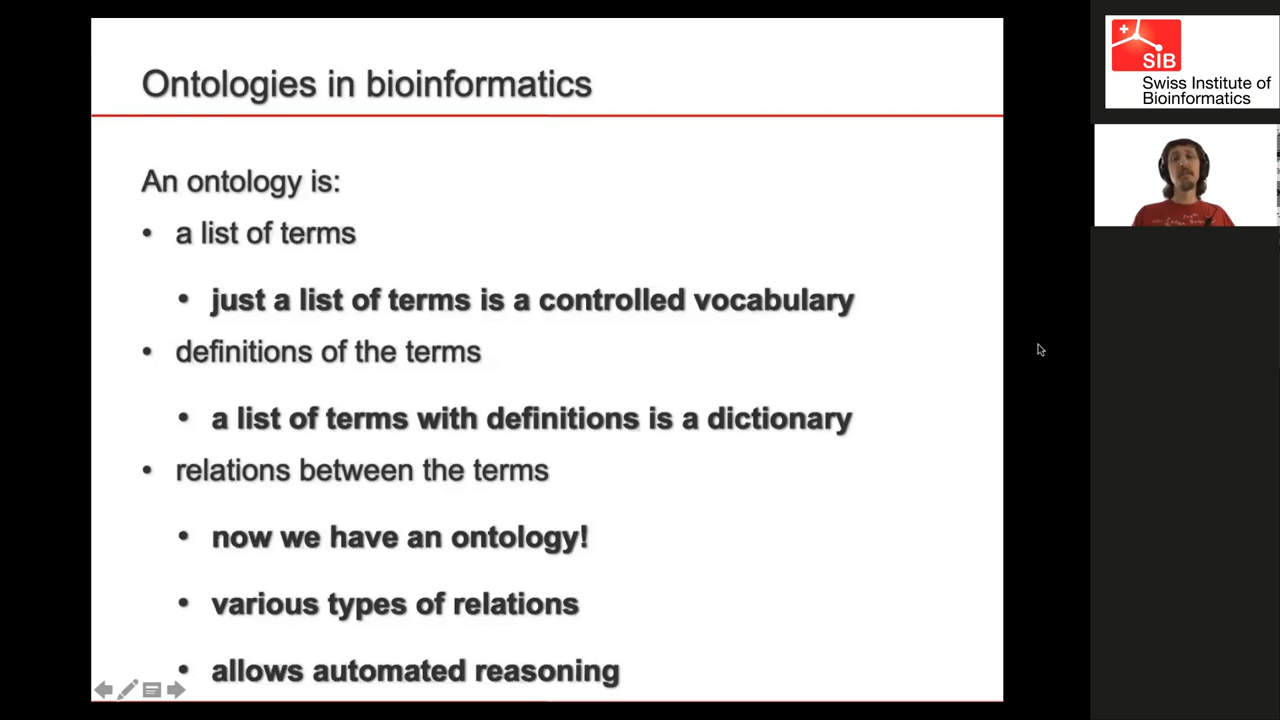 Ontologies in bioinformatics
An ontology is:
• a list of terms
• just a list of terms is a controlled vocabulary
• definitions of the terms
• a list of terms with definitions is a dictionary
• relations between the terms
• now we have an ontology!
• various types of relations
• allows automated reasoning
SIB
Swiss Institute of
Bioinformatics